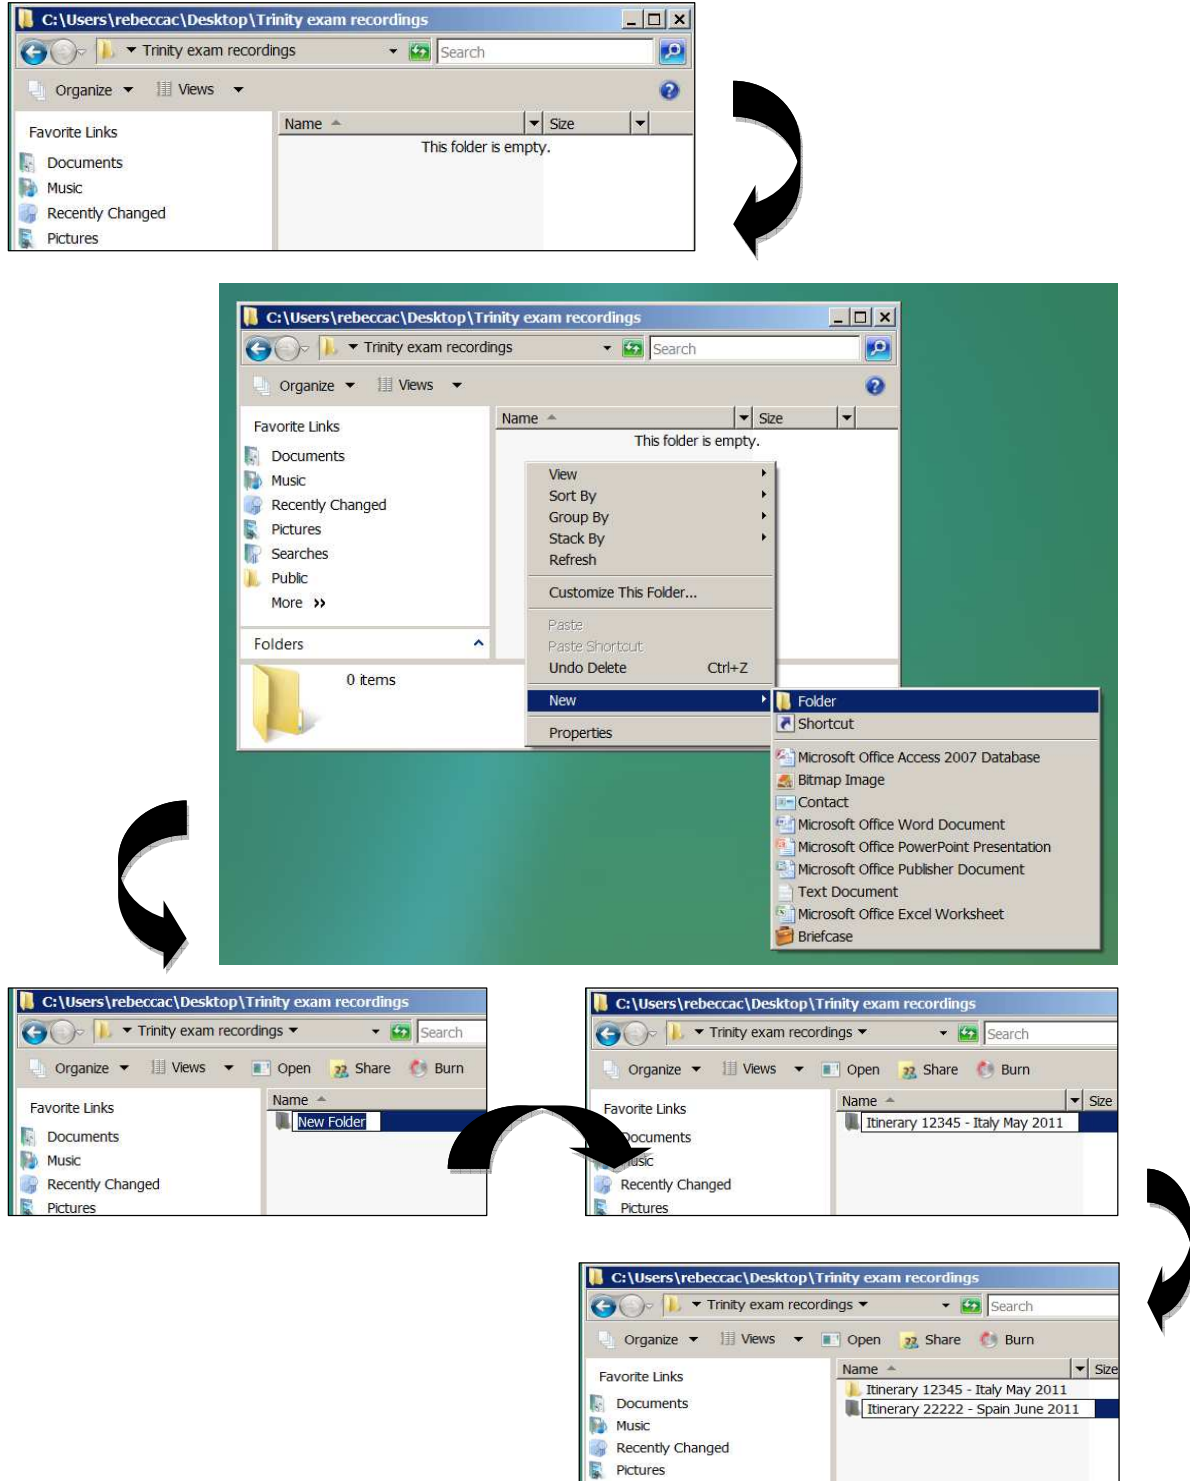 C:\Users\rebeccac\Desktop\Trinity exam recordings
Trinity exam recordings
Search
Organize
Views
Favorite Links
Name
Size
Documents
This folder is empty.
Music
Recently Changed
Pictures
C:\Users\rebeccac\Desktop\Trinity exam recordings
Trinity exam recordings
Search
Organize
Views
Favorite Links
Documents
Music
Recently Changed
Pictures
Searches
Public
More
Folders
0 items
Name
Size
This folder is empty.
View
Sort By
Group By
Stack By
Refresh
Customize This Folder...
Paste
Paste Shortcut
Undo Delete Ctrl+Z
New
Properties
Folder
Shortcut
Microsoft Office Access 2007 Database
Bitmap Image
Contact
Microsoft Office Word Document
Microsoft Office PowerPoint Presentation
Microsoft Office Publisher Document
Text Document
Microsoft Office Excel Worksheet
Briefcase
C:\Users\rebeccac\Desktop\Trinity exam recordings
Trinity exam recordings
Search
Organize
Views
Open
Share
Burn
Favorite Links
Documents
Music
Recently Changed
Pictures
Name
New Folder
C:\Users\rebeccac\Desktop\Trinity exam recordings
Trinity exam recordings
Search
Organize
Views
Open
Share
Burn
Favorite Links
Documents
Music
Recently Changed
Pictures
Name
Size
Itinerary 12345 - Italy May 2011
C:\Users\rebeccac\Desktop\Trinity exam recordings
Trinity exam recordings
Search
Organize
Views
Open
Share
Burn
Favorite Links
Documents
Music
Recently Changed
Pictures
Name
Size
Itinerary 12345 - Italy May 2011
Itinerary 22222 - Spain June 2011